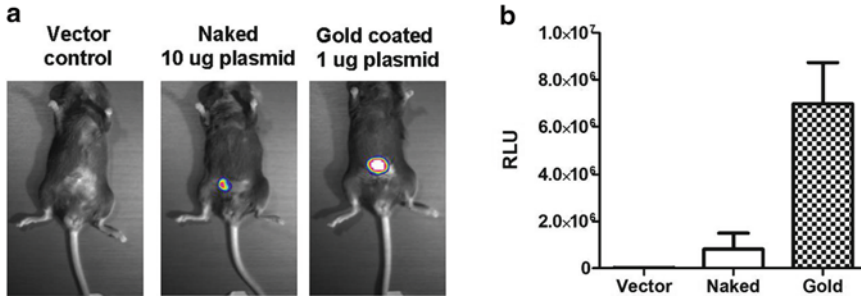 a
Vector
control
Naked
10 ug plasmid
Gold coated
1 ug plasmid
b
1.0×10⁷
8.0×10⁶
6.0×10⁶
4.0×10⁶
2.0×10⁶
0
RLU
Vector
Naked
Gold